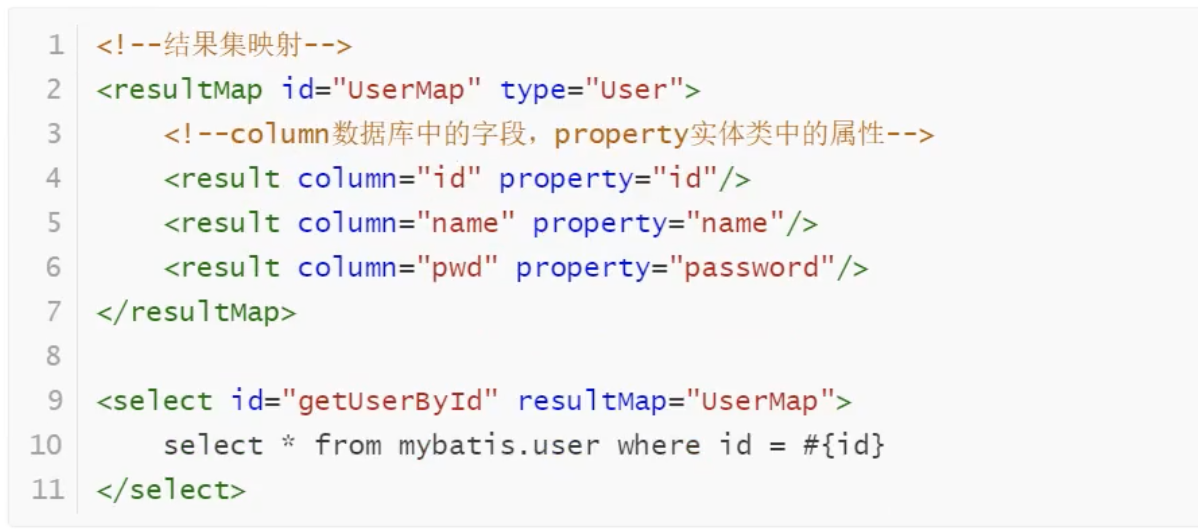 1 <!--结果集映射-->
2 <resultMap id="UserMap" type="User">
3     <!--column数据库中的字段，property实体类中的属性-->
4     <result column="id" property="id"/>
5     <result column="name" property="name"/>
6     <result column="pwd" property="password"/>
7 </resultMap>
8
9 <select id="getUserById" resultMap="UserMap">
10     select * from mybatis.user where id = #{id}
11 </select>